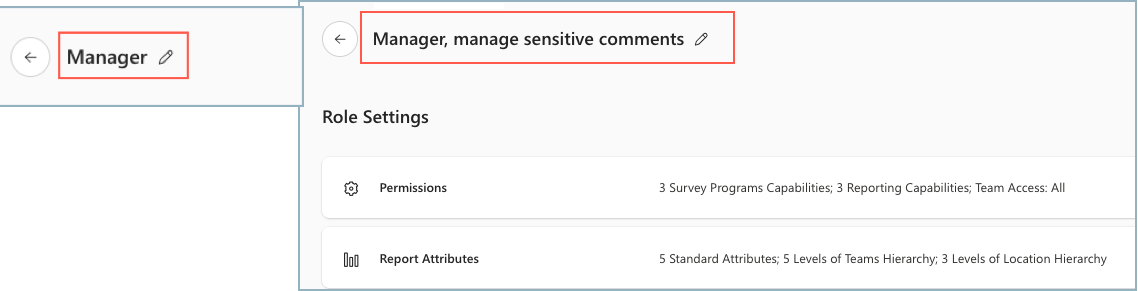 Manager
Manager, manage sensitive comments
Role Settings
Permissions 3 Survey Programs Capabilities; 3 Reporting Capabilities; Team Access: All
Report Attributes 5 Standard Attributes; 5 Levels of Teams Hierarchy; 3 Levels of Location Hierarchy